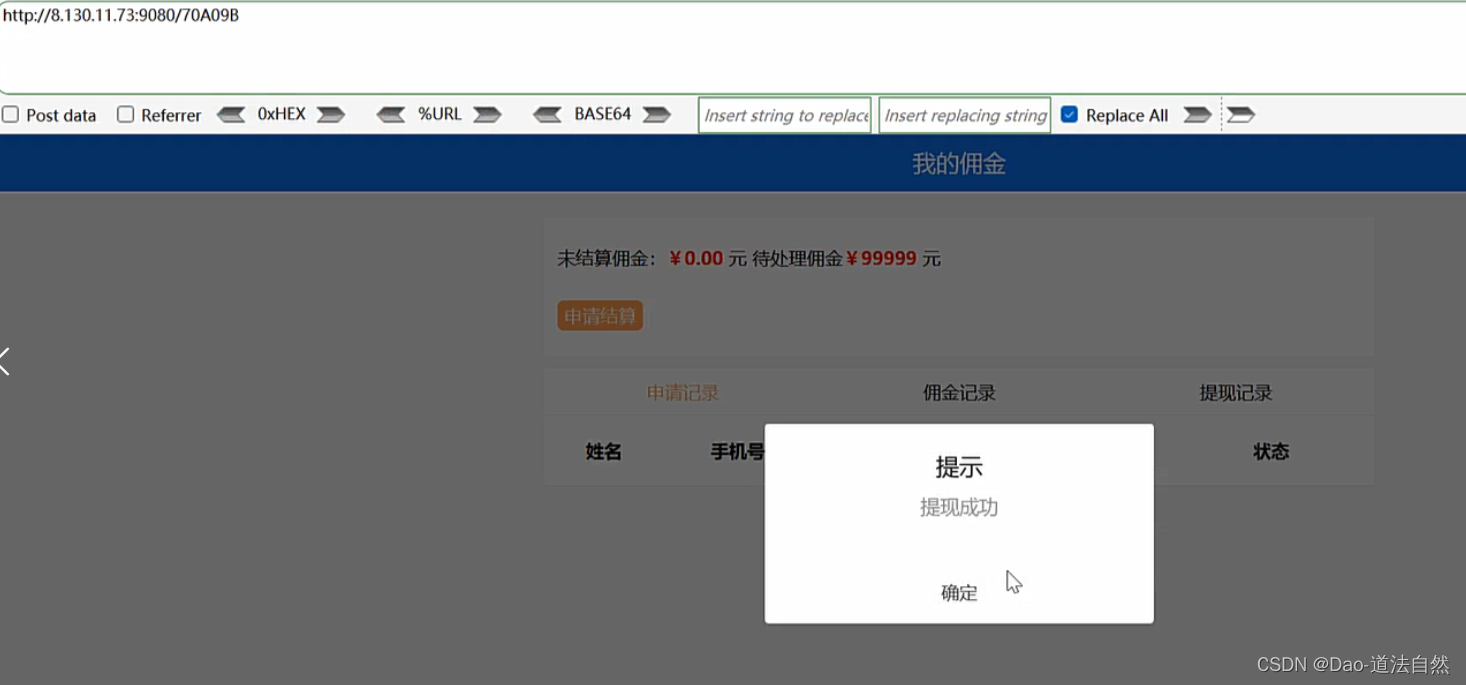 http://8.130.11.73:9080/70A09B
Post data Referrer 0xHEX %URL BASE64 Insert string to replace Insert replacing string Replace All
我的佣金
未结算佣金：￥0.00 元 待处理佣金￥99999 元
申请结算
申请记录 佣金记录 提现记录
姓名 手机号 状态
提示
提现成功
确定
CSDN @Dao-道法自然